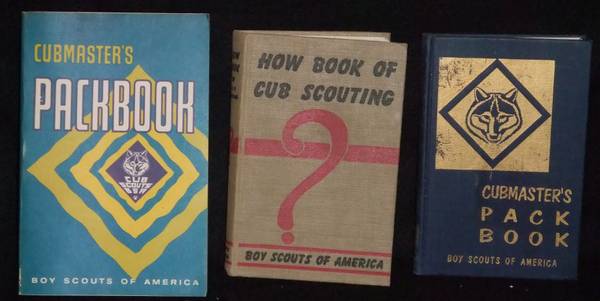 CUBMASTER'S
PACKBOOK
CUB
SCOUTS
BSA
BOY SCOUTS OF AMERICA
HOW BOOK OF
CUB SCOUTING
?
BOY SCOUTS OF AMERICA
CUBMASTER'S
PACK
BOOK
BOY SCOUTS OF AMERICA